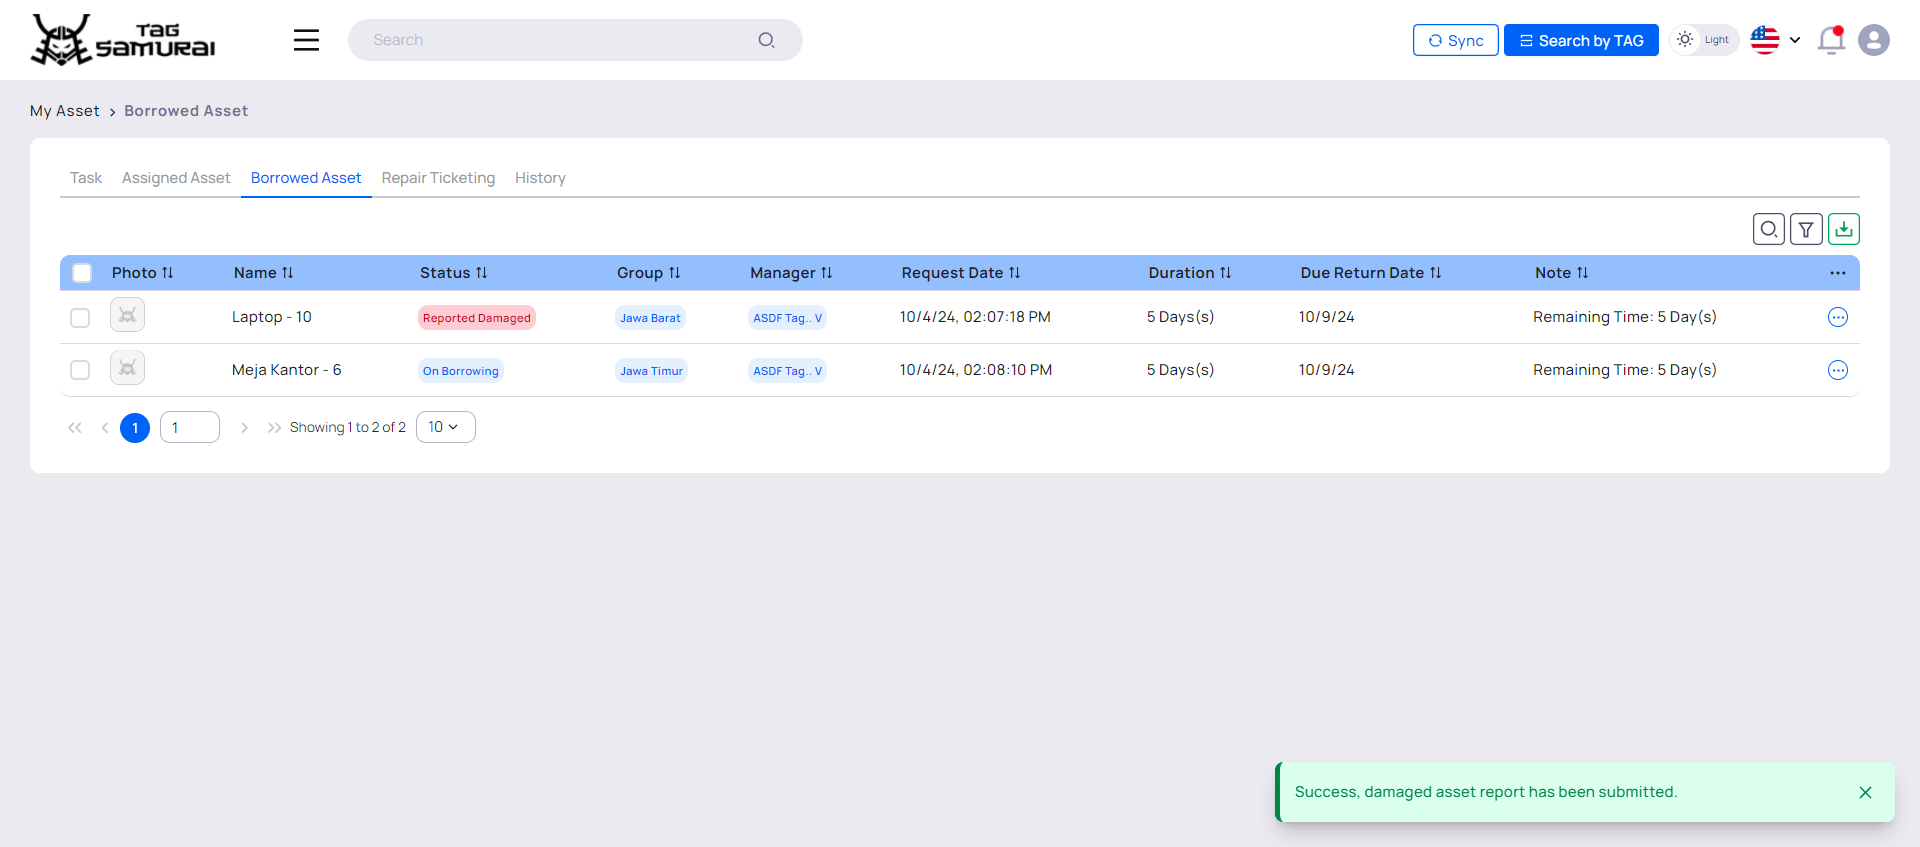 TAG
SAMURAI
Search
Sync
Search by TAG
Light
My Asset > Borrowed Asset
Task
Assigned Asset
Borrowed Asset
Repair Ticketing
History
Photo Name Status Group Manager Request Date Duration Due Return Date Note
Laptop - 10 Reported Damaged Jawa Barat ASDF Tag.. V 10/4/24, 02:07:18 PM 5 Days(s) 10/9/24 Remaining Time: 5 Day(s)
Meja Kantor - 6 On Borrowing Jawa Timur ASDF Tag.. V 10/4/24, 02:08:10 PM 5 Days(s) 10/9/24 Remaining Time: 5 Day(s)
1 1 Showing 1 to 2 of 2 10
Success, damaged asset report has been submitted.